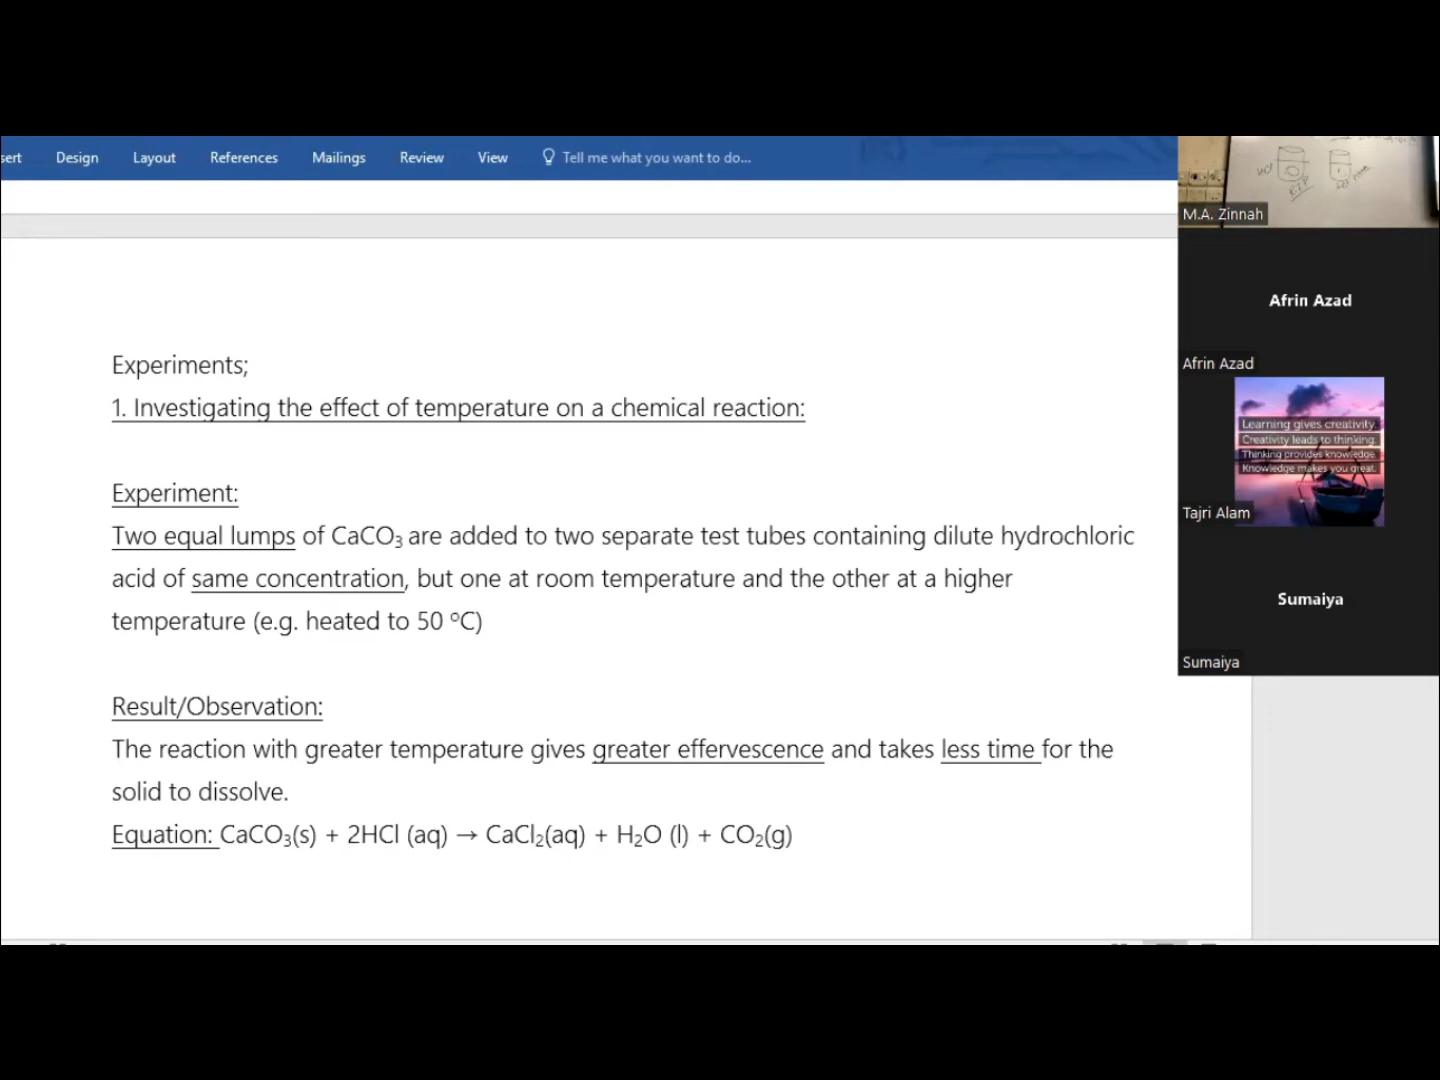 sert Design Layout References Mailings Review View Tell me what you want to do...
Experiments;
1. Investigating the effect of temperature on a chemical reaction:
Experiment:
Two equal lumps of CaCO₃ are added to two separate test tubes containing dilute hydrochloric
acid of same concentration, but one at room temperature and the other at a higher
temperature (e.g. heated to 50 ⁰C)
Result/Observation:
The reaction with greater temperature gives greater effervescence and takes less time for the
solid to dissolve.
Equation: CaCO₃(s) + 2HCl (aq) → CaCl₂(aq) + H₂O (l) + CO₂(g)
M.A. Zinnah
Afrin Azad
Afrin Azad
Learning gives creativity.
Creativity leads to thinking.
Thinking provides knowledge.
Knowledge makes you great.
Tajri Alam
Sumaiya
Sumaiya